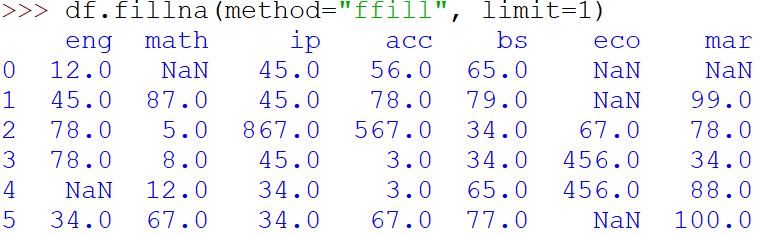 >>> df.fillna(method="ffill", limit=1)
    eng  math     ip    acc    bs    eco    mar
0  12.0   NaN   45.0   56.0  65.0    NaN    NaN
1  45.0  87.0   45.0   78.0  79.0    NaN   99.0
2  78.0   5.0  867.0  567.0  34.0   67.0   78.0
3  78.0   8.0   45.0    3.0  34.0  456.0   34.0
4   NaN  12.0   34.0    3.0  65.0  456.0   88.0
5  34.0  67.0   34.0   67.0  77.0    NaN  100.0